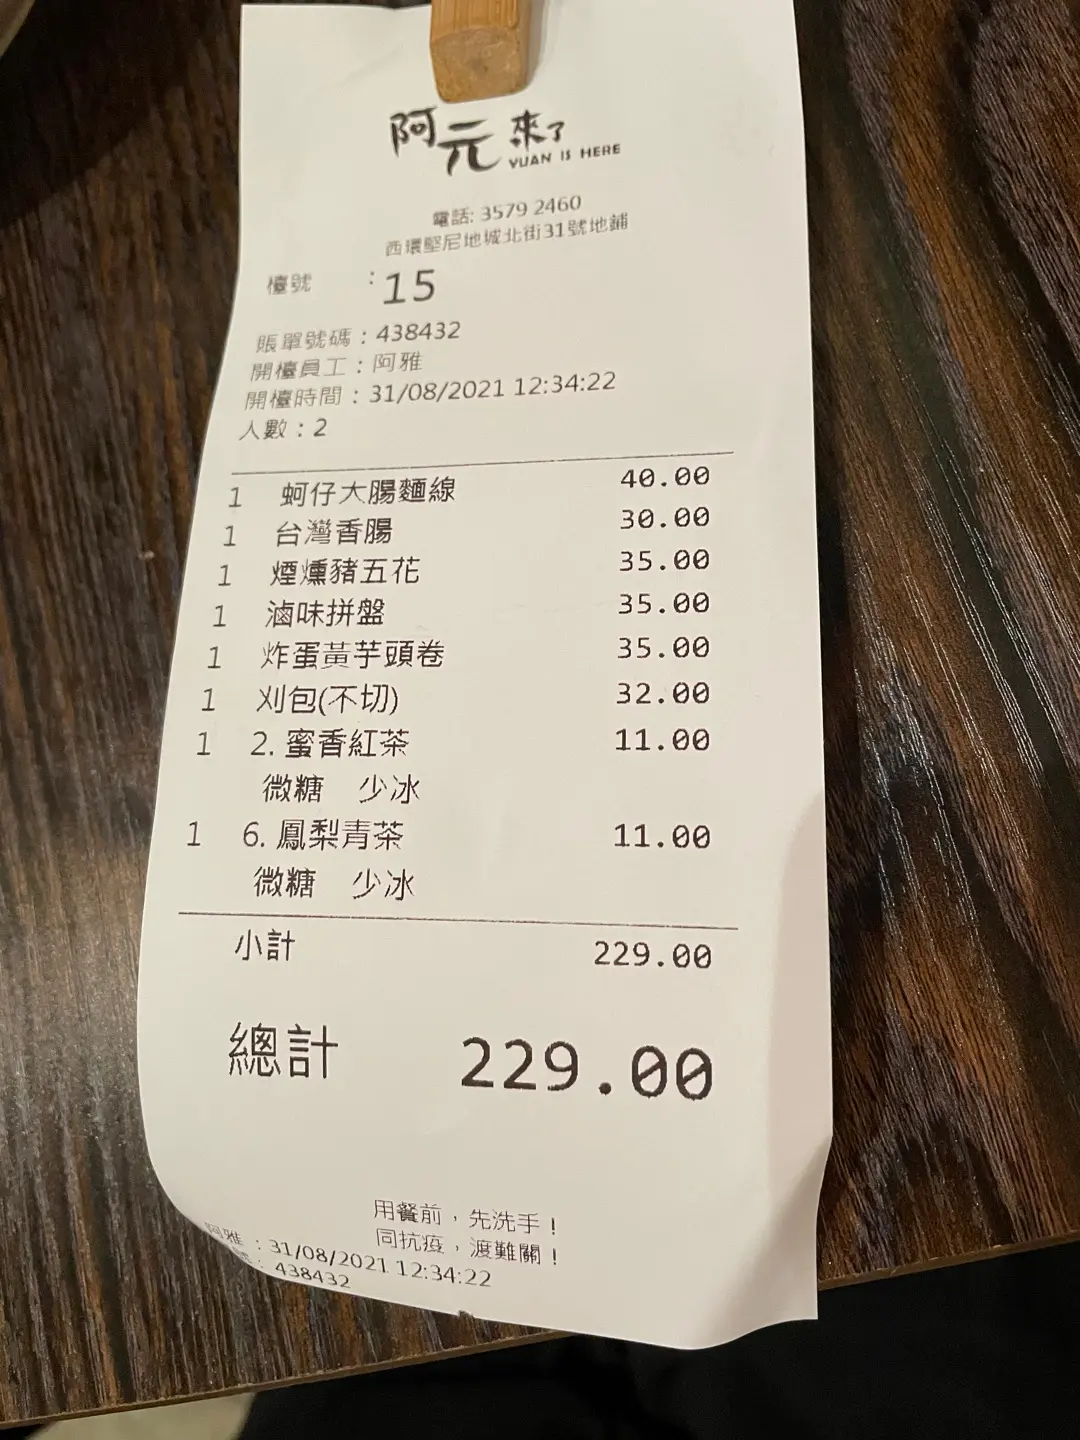 阿元來了
YUAN IS HERE
電話: 3579 2460
西環堅尼地城北街31號地鋪
檯號 : 15
賬單號碼：438432
開檯員工：阿雅
開檯時間：31/08/2021 12:34:22
人數：2
1 蚵仔大腸麵線 40.00
1 台灣香腸 30.00
1 煙燻豬五花 35.00
1 滷味拼盤 35.00
1 炸蛋黃芋頭卷 35.00
1 刈包(不切) 32.00
1 2. 蜜香紅茶 11.00
微糖 少冰
1 6. 鳳梨青茶 11.00
微糖 少冰
小計 229.00
總計 229.00
用餐前，先洗手！
同抗疫，渡難關！
阿雅 : 31/08/2021 12:34:22
: 438432